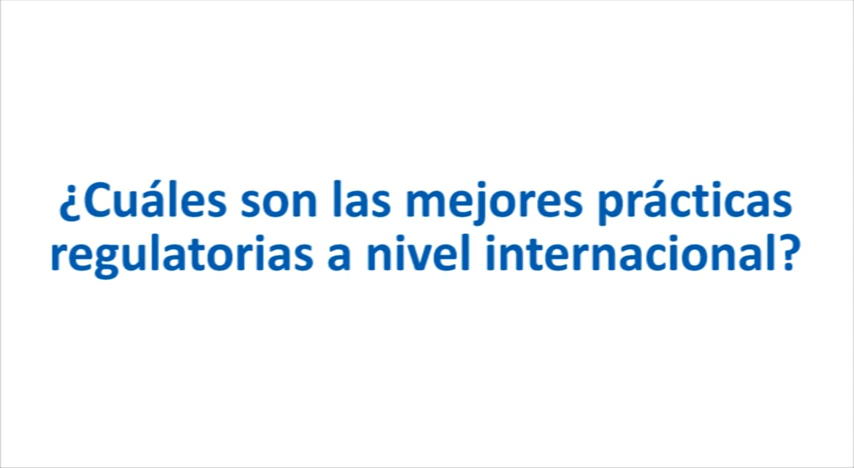 ¿Cuáles son las mejores prácticas
regulatorias a nivel internacional?